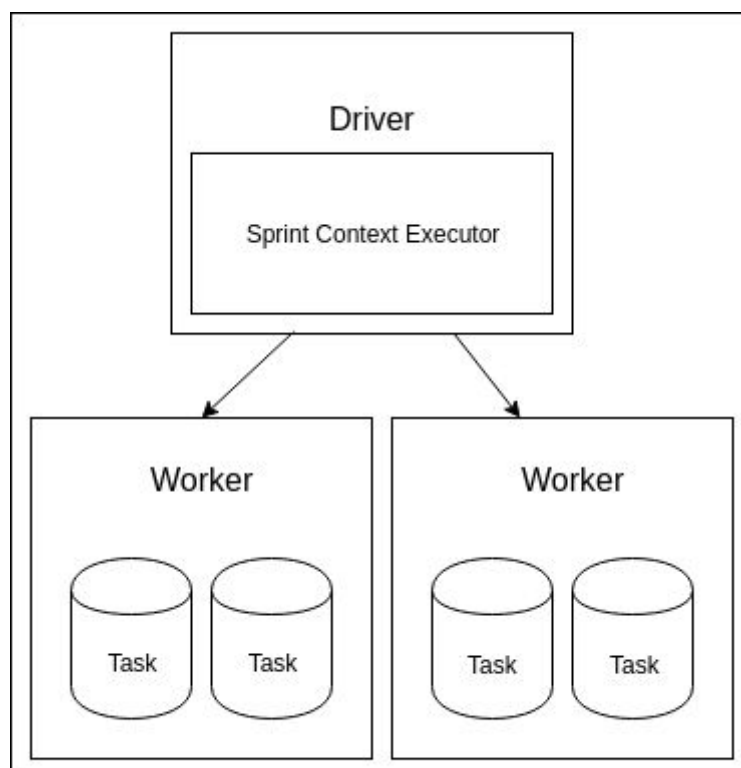 Driver
Sprint Context Executor
Worker
Worker
Task
Task
Task
Task